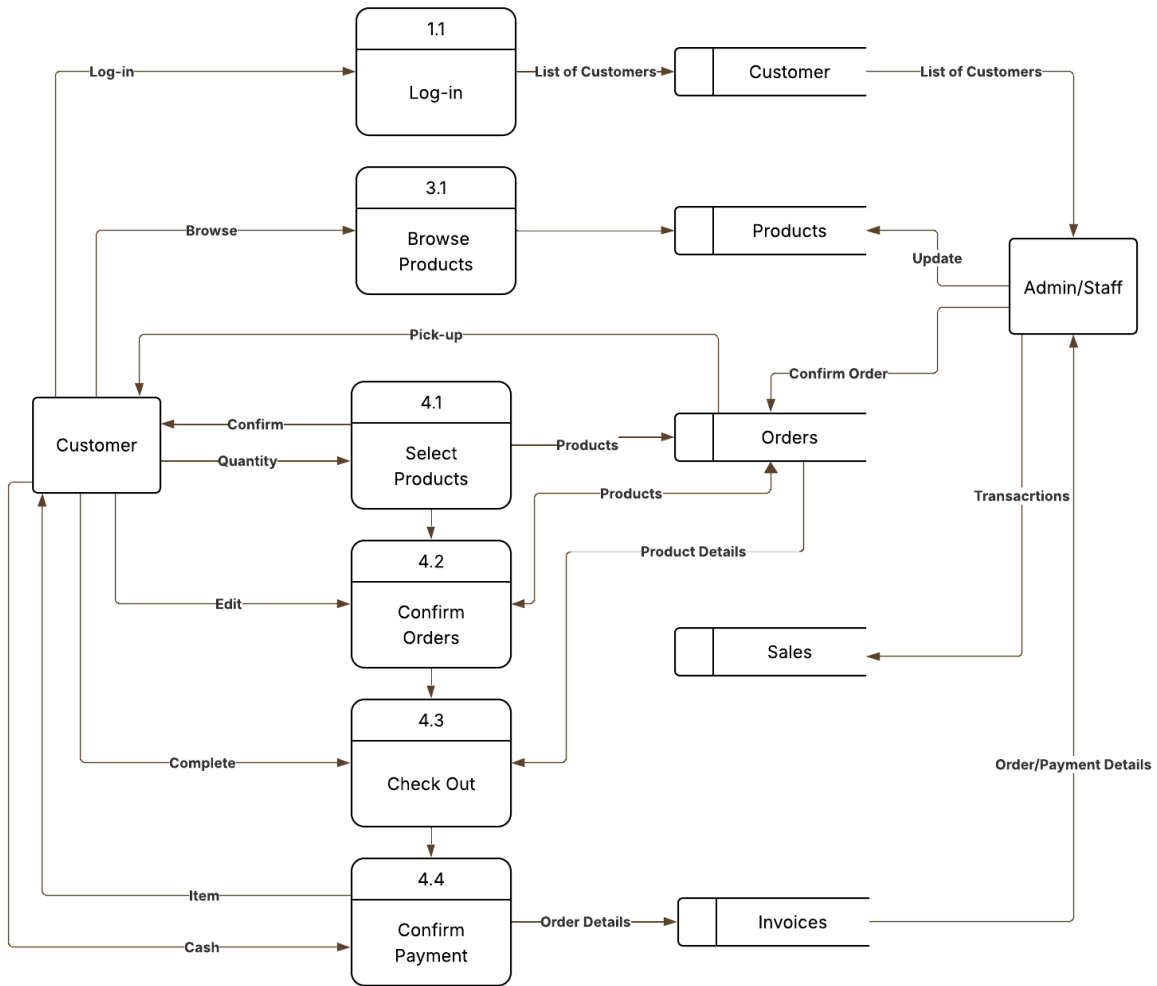 1.1
Log-in
Log-in
List of Customers
Customer
List of Customers
3.1
Browse
Browse
Products
Products
Update
Admin/Staff
Pick-up
Confirm Order
4.1
Customer
Confirm
Quantity
Select
Products
Products
Orders
Products
Transacrtions
Product Details
4.2
Edit
Confirm
Orders
Sales
4.3
Complete
Check Out
Order/Payment Details
4.4
Item
Cash
Confirm
Payment
Order Details
Invoices